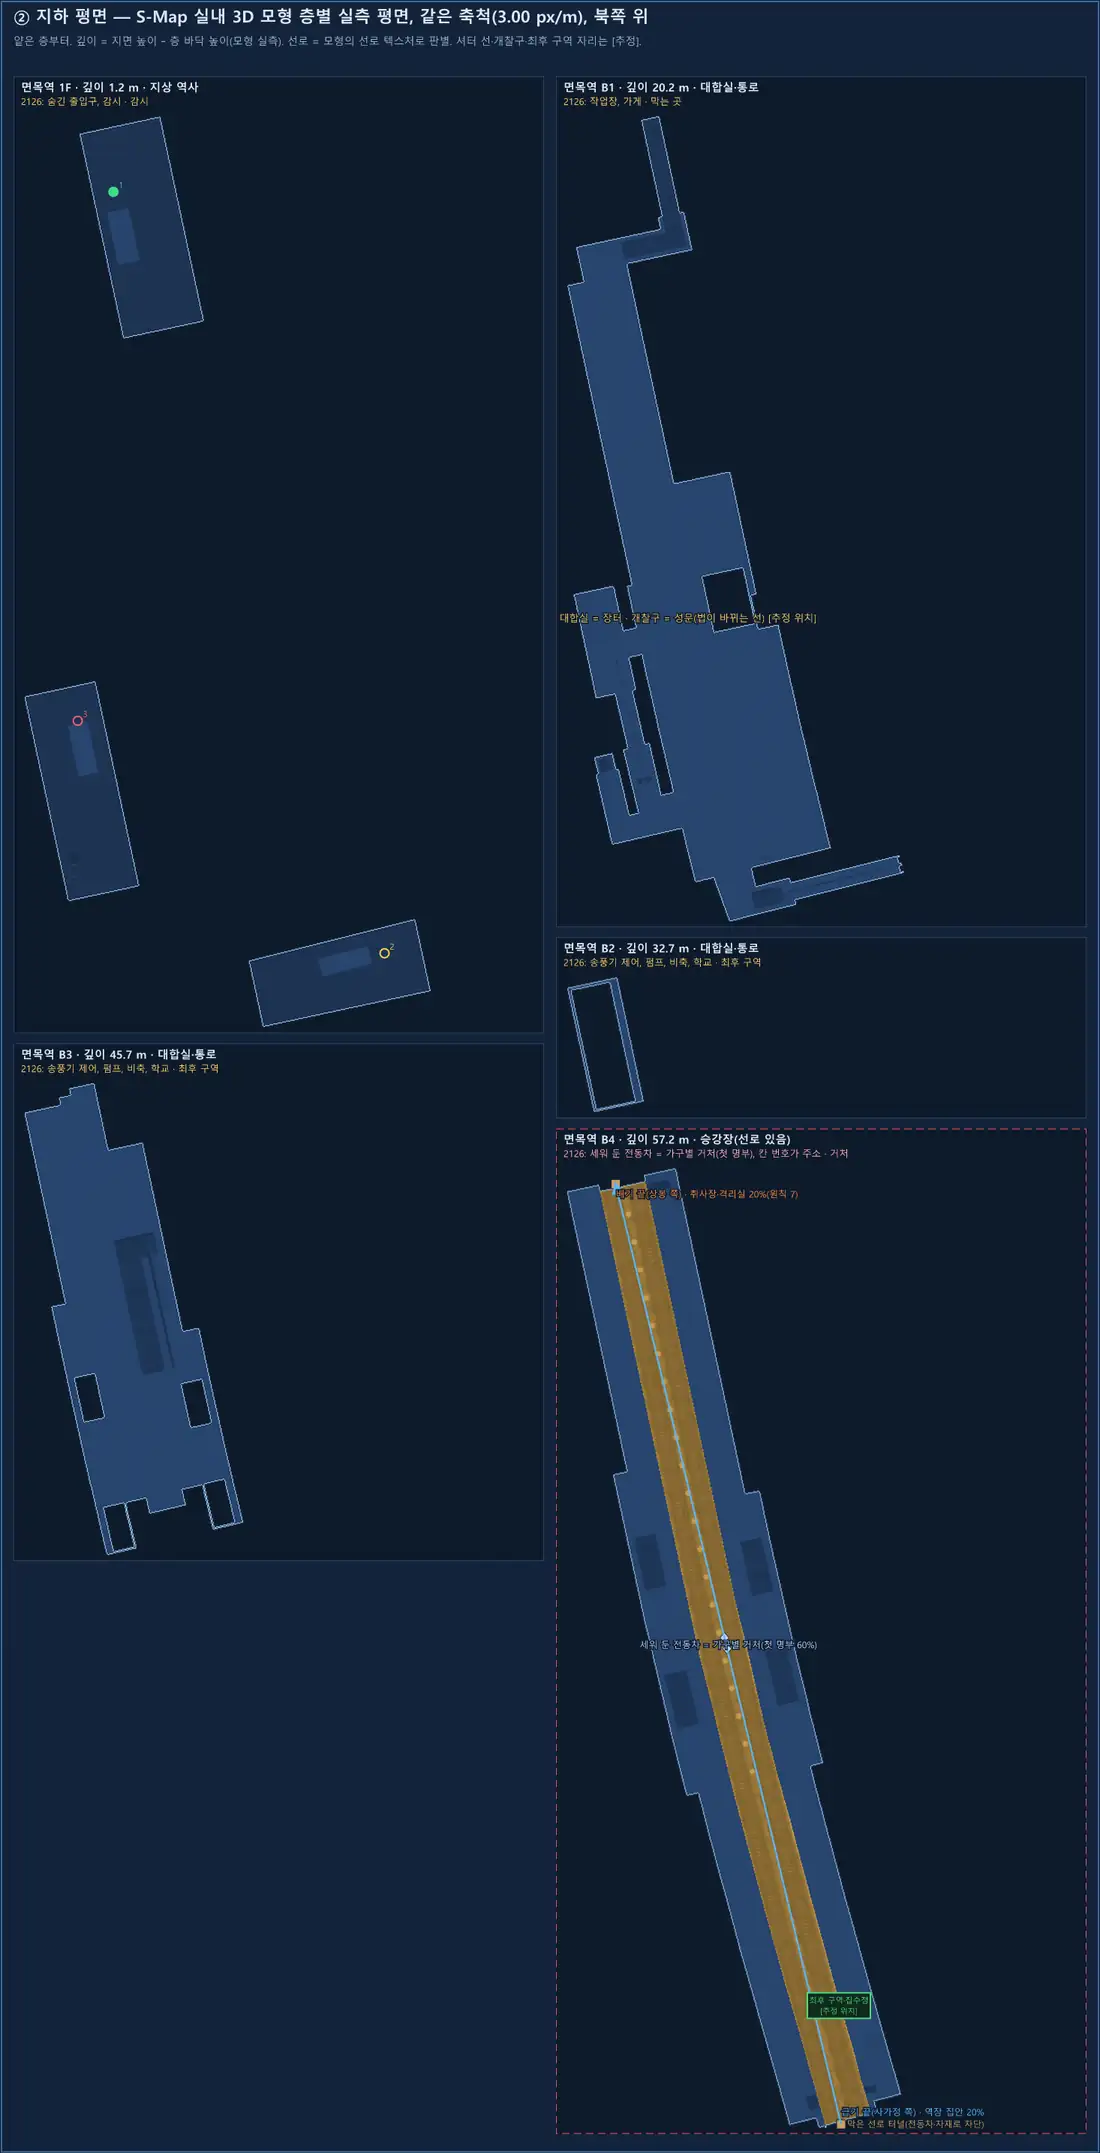 ② 지하 평면 — S-Map 실내 3D 모형 층별 실측 평면, 같은 축척(3.00 px/m), 북쪽 위
얕은 층부터. 깊이 = 지면 높이 − 층 바닥 높이(모형 실측). 선로 = 모형의 선로 텍스처로 판별. 셔터 선·개찰구·최후 구역 자리는 [추정].
면목역 1F · 깊이 1.2 m · 지상 역사
2126: 숨긴 출입구, 감시 · 감시
1
3
2
면목역 B1 · 깊이 20.2 m · 대합실·통로
2126: 작업장, 가게 · 막는 곳
대합실 = 장터 · 개찰구 = 성문(법이 바뀌는 선) [추정 위치]
면목역 B2 · 깊이 32.7 m · 대합실·통로
2126: 송풍기 제어, 펌프, 비축, 학교 · 최후 구역
면목역 B3 · 깊이 45.7 m · 대합실·통로
2126: 송풍기 제어, 펌프, 비축, 학교 · 최후 구역
면목역 B4 · 깊이 57.2 m · 승강장(선로 있음)
2126: 세워 둔 전동차 = 가구별 거처(첫 명부), 칸 번호가 주소 · 거처
배기 끝(상봉 쪽) · 취사장·격리실 20%(원칙 7)
세워 둔 전동차 = 가구별 거처(첫 명부 60%)
최후 구역·집수정
[추정 위치]
급기 끝(사가정 쪽) · 역장 집안 20%
막은 선로 터널(전동차·자재로 차단)